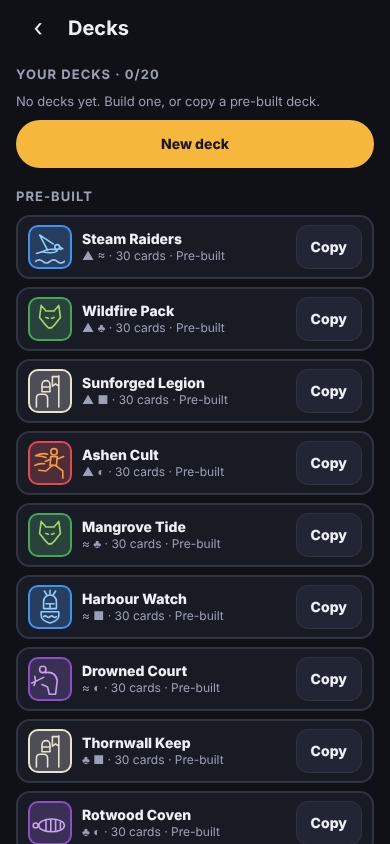 Decks
YOUR DECKS · 0/20
No decks yet. Build one, or copy a pre-built deck.
New deck
PRE-BUILT
Steam Raiders
▲ ≈ · 30 cards · Pre-built
Copy
Wildfire Pack
▲ ♣ · 30 cards · Pre-built
Copy
Sunforged Legion
▲ ■ · 30 cards · Pre-built
Copy
Ashen Cult
▲ ◖ · 30 cards · Pre-built
Copy
Mangrove Tide
≈ ♣ · 30 cards · Pre-built
Copy
Harbour Watch
≈ ■ · 30 cards · Pre-built
Copy
Drowned Court
≈ ◖ · 30 cards · Pre-built
Copy
Thornwall Keep
♣ ■ · 30 cards · Pre-built
Copy
Rotwood Coven
♣ ◖ · 30 cards · Pre-built
Copy